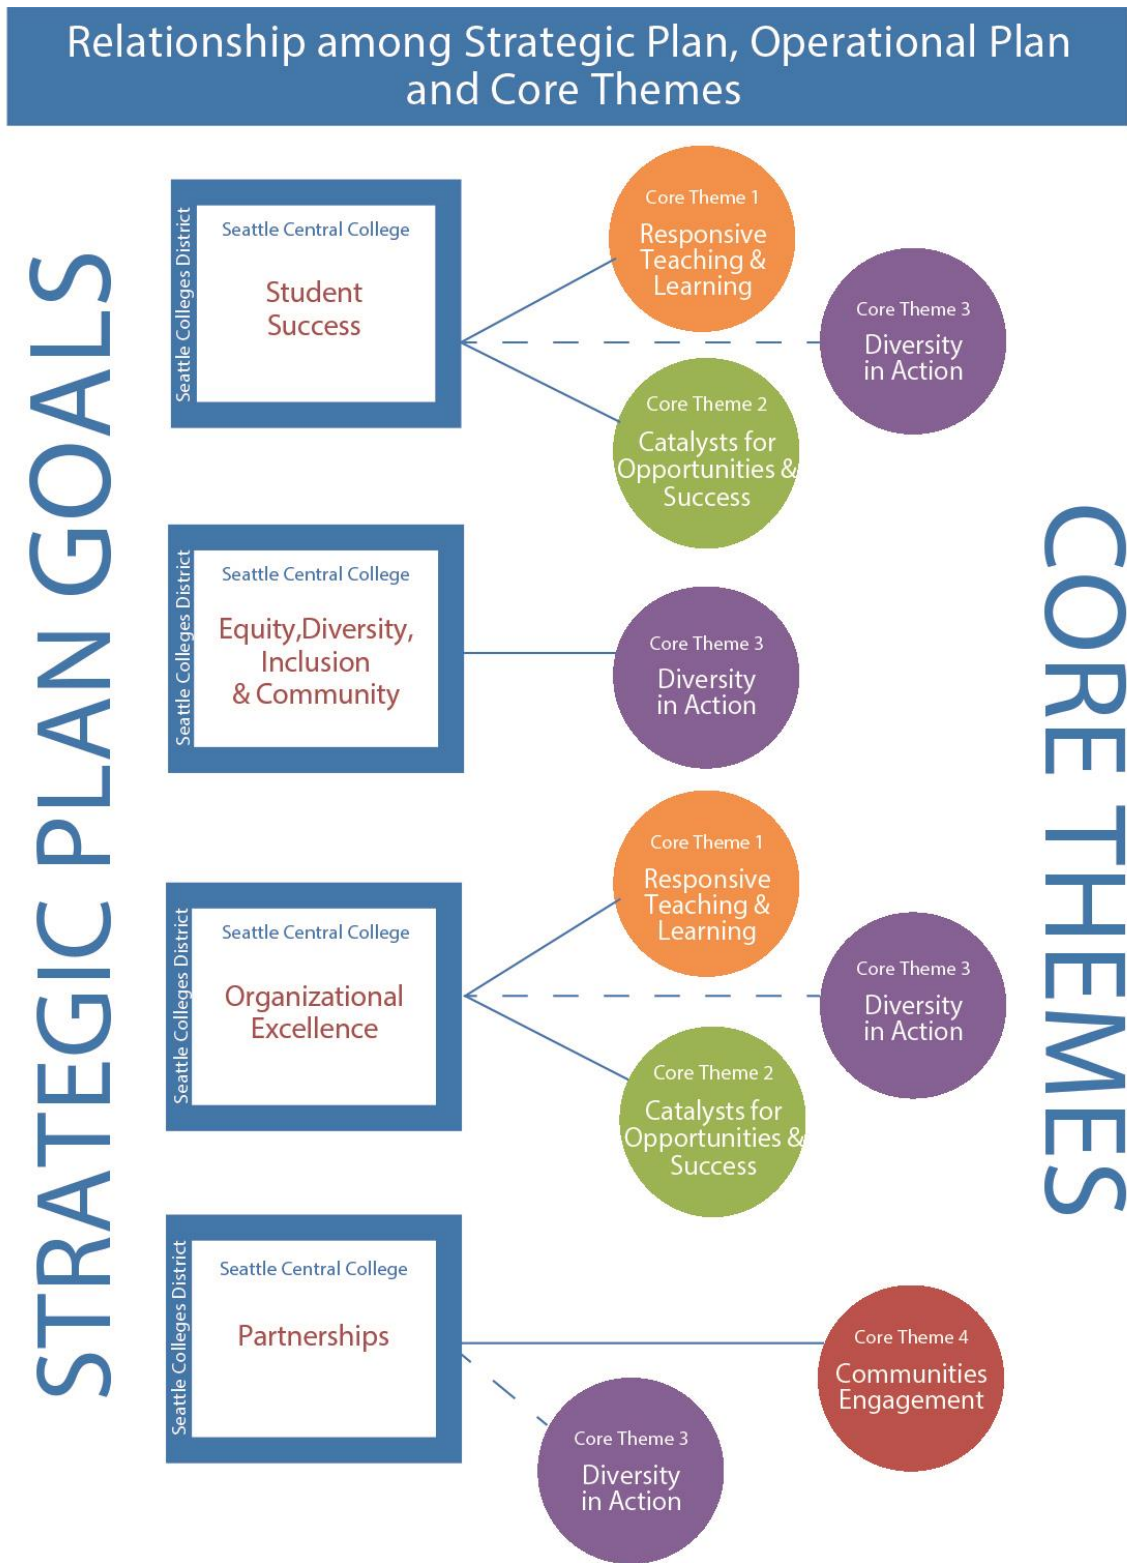 Relationship among Strategic Plan, Operational Plan
and Core Themes
STRATEGIC PLAN GOALS
Seattle Colleges District
Seattle Central College
Student
Success
Core Theme 1
Responsive
Teaching &
Learning
Core Theme 3
Diversity
in Action
Core Theme 2
Catalysts for
Opportunities &
Success
Seattle Colleges District
Seattle Central College
Equity,Diversity,
Inclusion
& Community
Core Theme 3
Diversity
in Action
Seattle Colleges District
Seattle Central College
Organizational
Excellence
Core Theme 1
Responsive
Teaching &
Learning
Core Theme 3
Diversity
in Action
Core Theme 2
Catalysts for
Opportunities &
Success
Seattle Colleges District
Seattle Central College
Partnerships
Core Theme 4
Communities
Engagement
Core Theme 3
Diversity
in Action
CORE THEMES